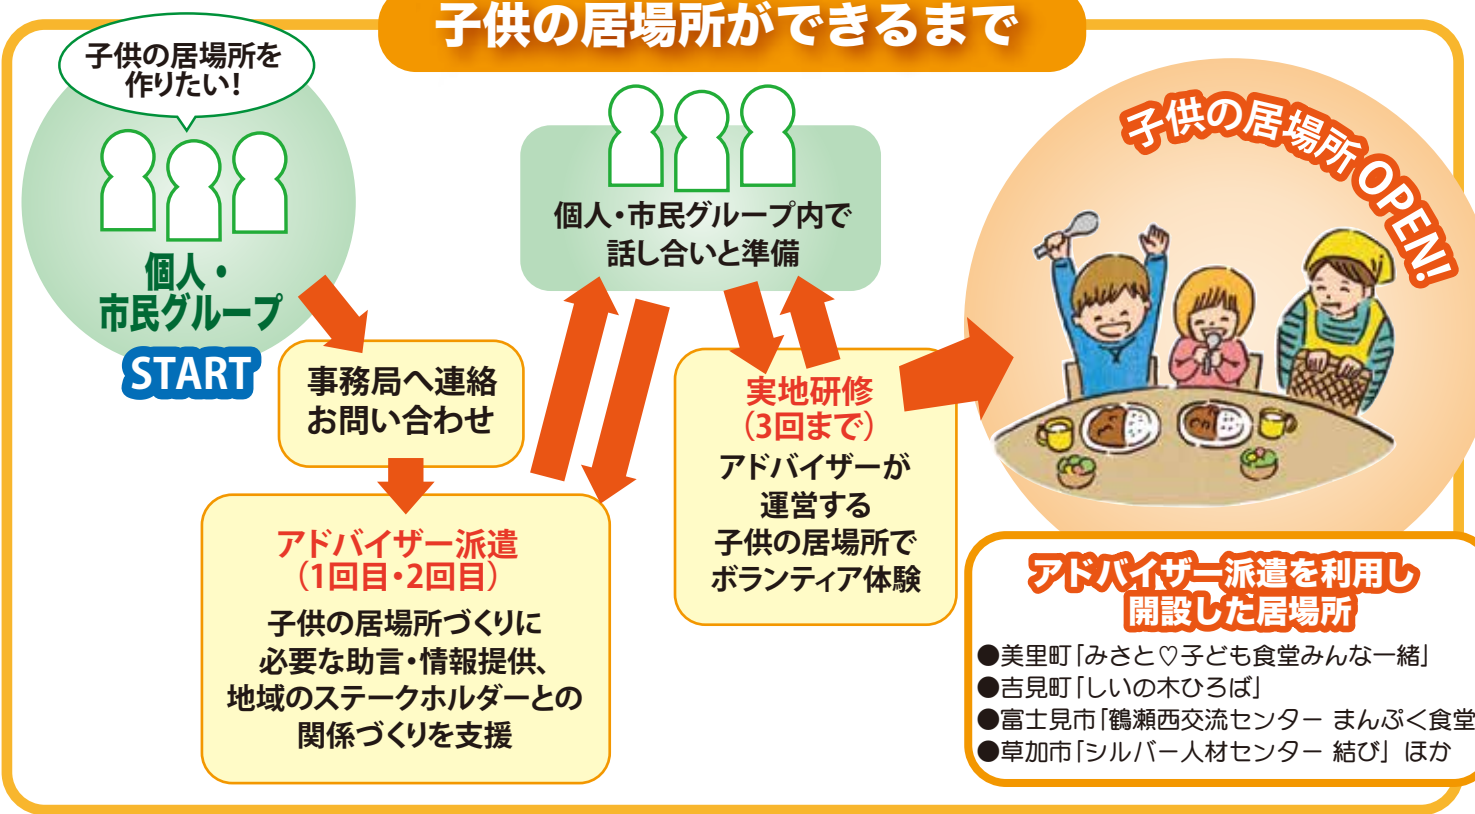 子供の居場所ができるまで
子供の居場所を
作りたい!
個人・
市民グループ
START
事務局へ連絡
お問い合わせ
アドバイザー派遣
(1回目・2回目)
子供の居場所づくりに
必要な助言・情報提供、
地域のステークホルダーとの
関係づくりを支援
個人・市民グループ内で
話し合いと準備
実地研修
(3回まで)
アドバイザーが
運営する
子供の居場所で
ボランティア体験
子供の居場所 OPEN!
アドバイザー派遣を利用し
開設した居場所
●美里町「みさと♡子ども食堂みんな一緒」
●吉見町「しいの木ひろば」
●富士見市「鶴瀬西交流センター まんぷく食堂
●草加市「シルバー人材センター 結び」 ほか